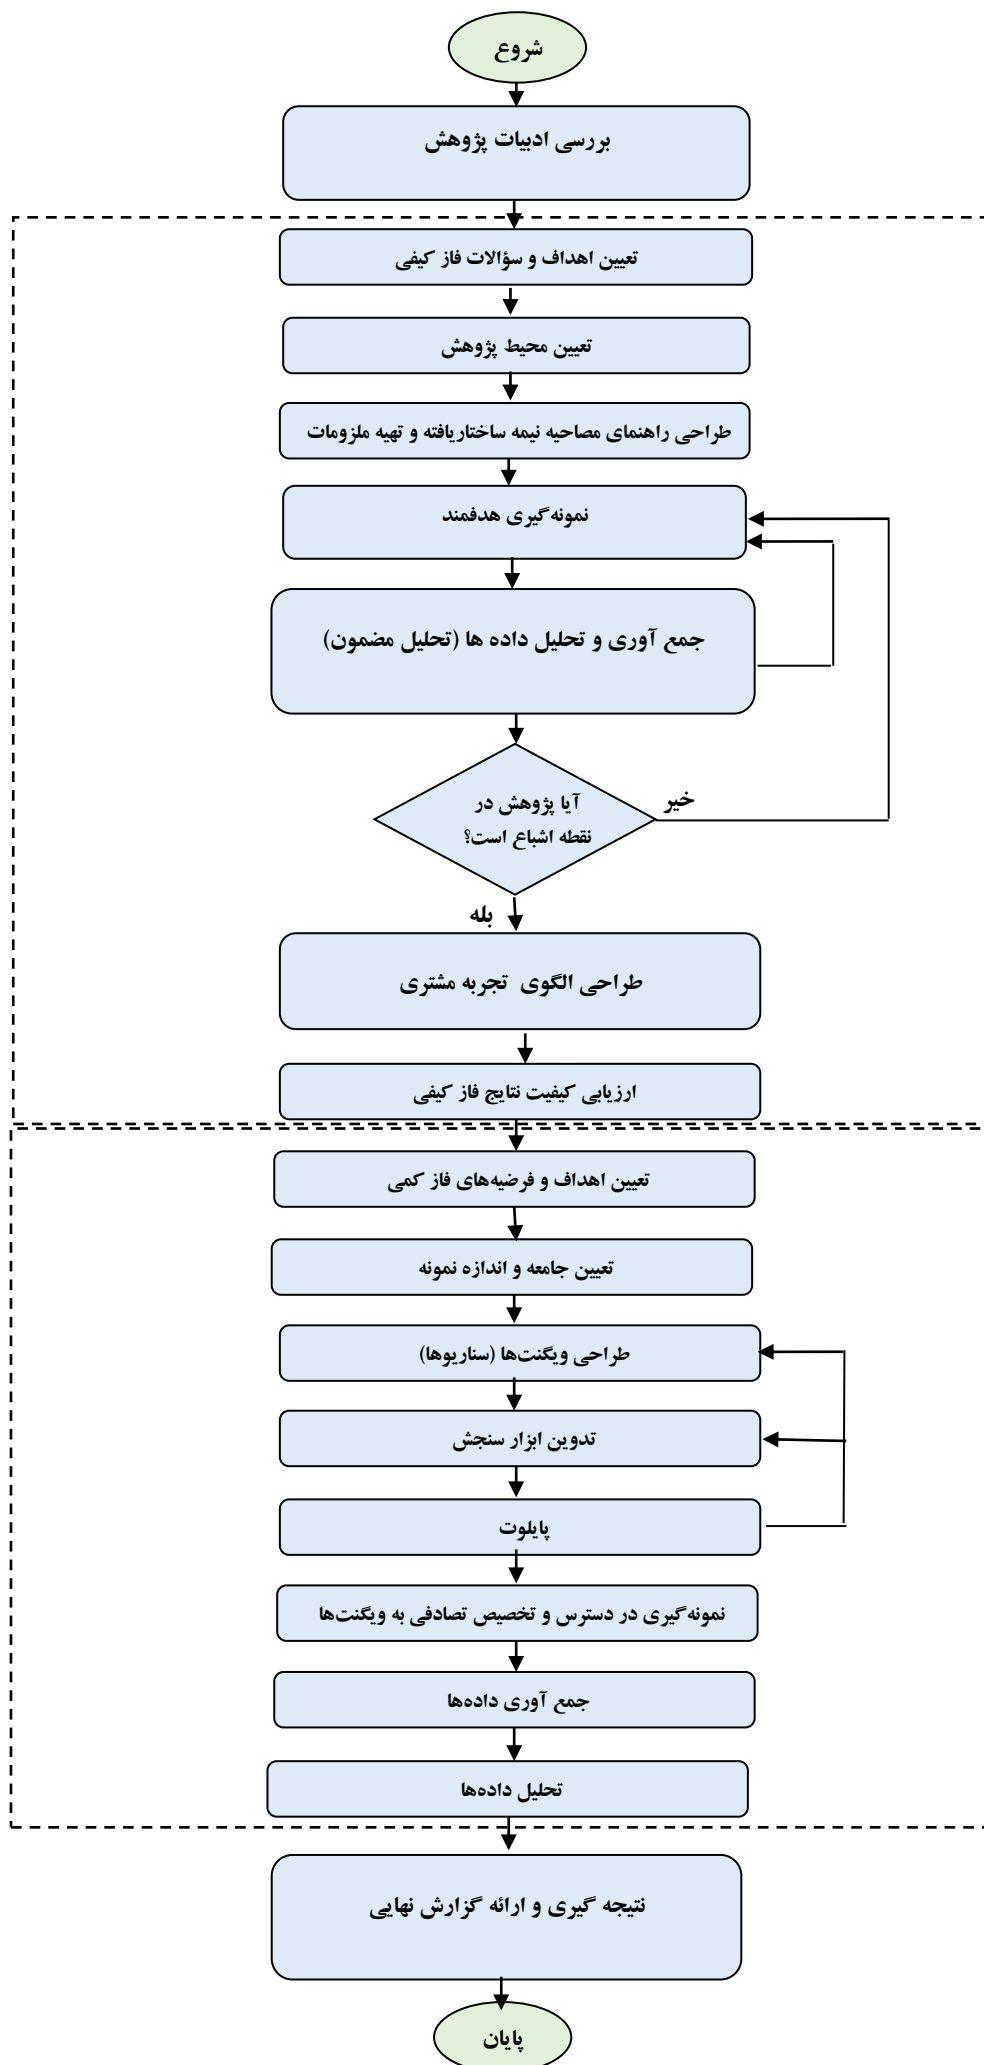 شروع
بررسی ادبیات پژوهش
تعیین اهداف و سؤالات فاز کیفی
تعیین محیط پژوهش
طراحی راهنمای مصاحبه نیمه ساختاریافته و تهیه ملزومات
نمونه‌گیری هدفمند
جمع آوری و تحلیل داده ها (تحلیل مضمون)
آیا پژوهش در
نقطه اشباع است؟
خیر
بله
طراحی الگوی تجربه مشتری
ارزیابی کیفیت نتایج فاز کیفی
تعیین اهداف و فرضیه‌های فاز کمی
تعیین جامعه و اندازه نمونه
طراحی ویگنت‌ها (سناریوها)
تدوین ابزار سنجش
پایلوت
نمونه‌گیری در دسترس و تخصیص تصادفی به ویگنت‌ها
جمع آوری داده‌ها
تحلیل داده‌ها
نتیجه گیری و ارائه گزارش نهایی
پایان